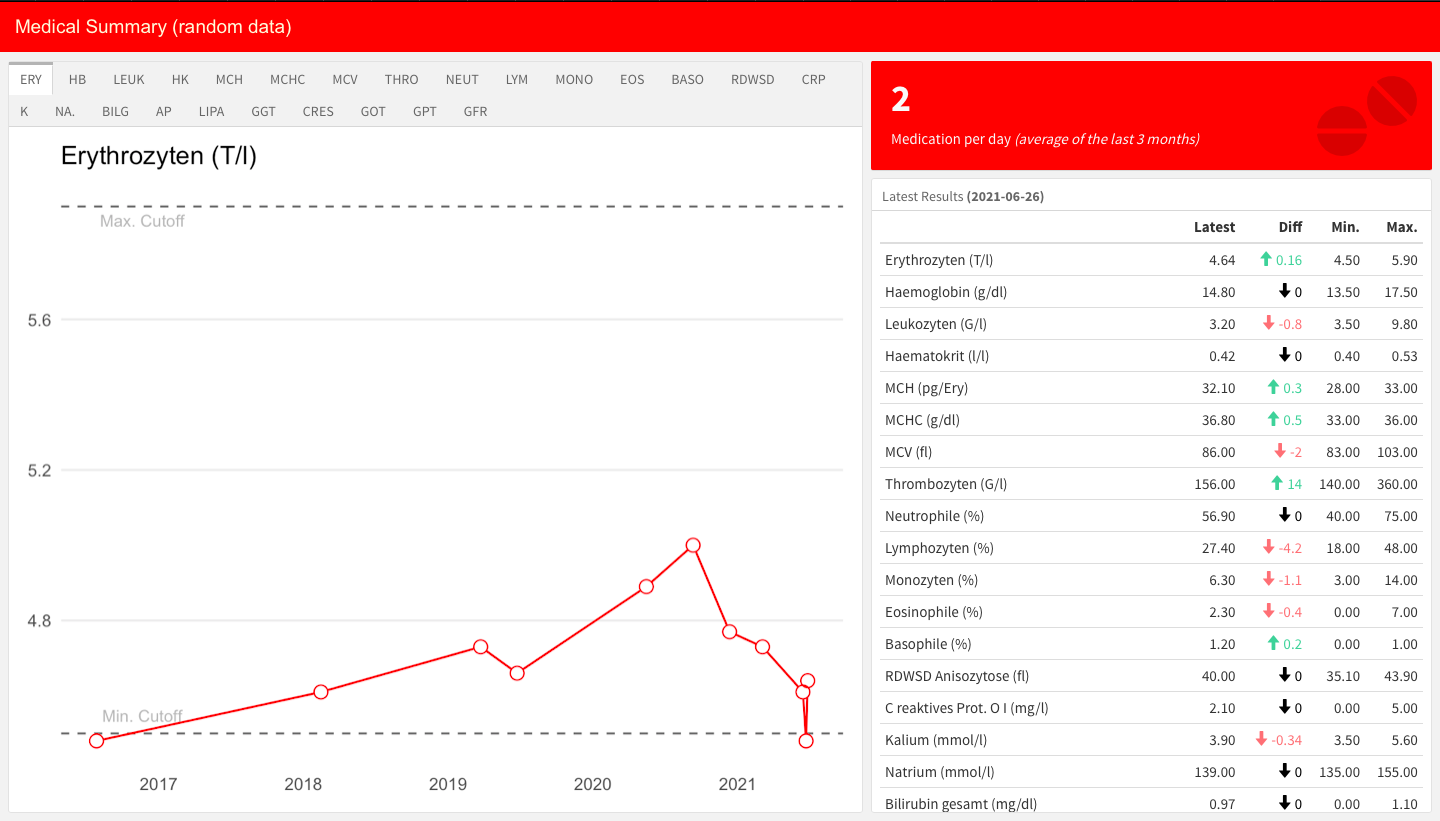 Medical Summary (random data)
ERY HB LEUK HK MCH MCHC MCV THRO NEUT LYM MONO EOS BASO RDWSD CRP
K NA. BILG AP LIPA GGT CRES GOT GPT GFR
Erythrozyten (T/l)
Max. Cutoff
5.6
5.2
4.8
Min. Cutoff
2017 2018 2019 2020 2021
2
Medication per day (average of the last 3 months)
Latest Results (2021-06-26)
Latest Diff Min. Max.
Erythrozyten (T/l) 4.64 0.16 4.50 5.90
Haemoglobin (g/dl) 14.80 0 13.50 17.50
Leukozyten (G/l) 3.20 -0.8 3.50 9.80
Haematokrit (l/l) 0.42 0 0.40 0.53
MCH (pg/Ery) 32.10 0.3 28.00 33.00
MCHC (g/dl) 36.80 0.5 33.00 36.00
MCV (fl) 86.00 -2 83.00 103.00
Thrombozyten (G/l) 156.00 14 140.00 360.00
Neutrophile (%) 56.90 0 40.00 75.00
Lymphozyten (%) 27.40 -4.2 18.00 48.00
Monozyten (%) 6.30 -1.1 3.00 14.00
Eosinophile (%) 2.30 -0.4 0.00 7.00
Basophile (%) 1.20 0.2 0.00 1.00
RDWSD Anisozytose (fl) 40.00 0 35.10 43.90
C reaktives Prot. O I (mg/l) 2.10 0 0.00 5.00
Kalium (mmol/l) 3.90 -0.34 3.50 5.60
Natrium (mmol/l) 139.00 0 135.00 155.00
Bilirubin gesamt (mg/dl) 0.97 0 0.00 1.10